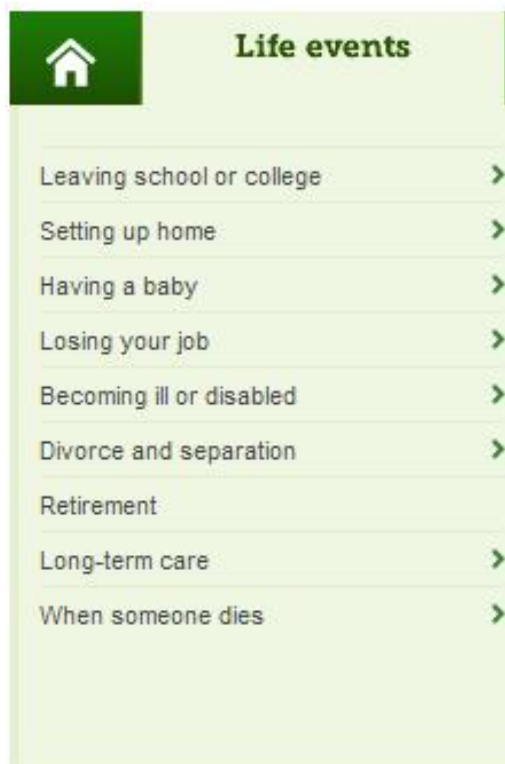 Life events
Leaving school or college
Setting up home
Having a baby
Losing your job
Becoming ill or disabled
Divorce and separation
Retirement
Long-term care
When someone dies